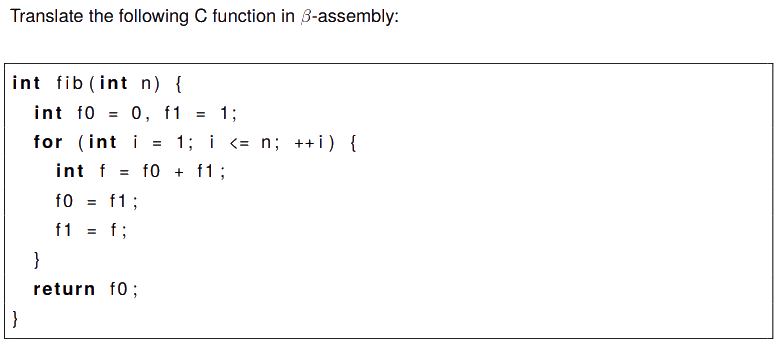 Translate the following C function in β-assembly:
int fib(int n) {
  int f0 = 0, f1 = 1;
  for (int i = 1; i <= n; ++i) {
    int f = f0 + f1;
    f0 = f1;
    f1 = f;
  }
  return f0;
}